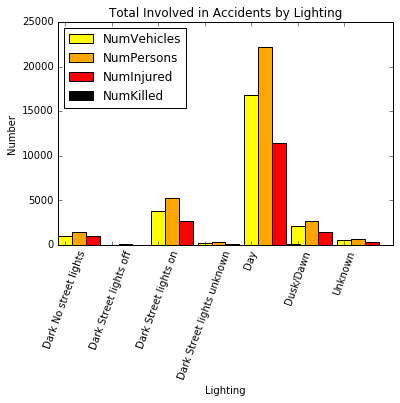 Total Involved in Accidents by Lighting
25000
20000
15000
10000
5000
0
Number
NumVehicles
NumPersons
NumInjured
NumKilled
Dark No street lights
Dark Street lights off
Dark Street lights on
Dark Street lights unknown
Day
Dusk/Dawn
Unknown
Lighting